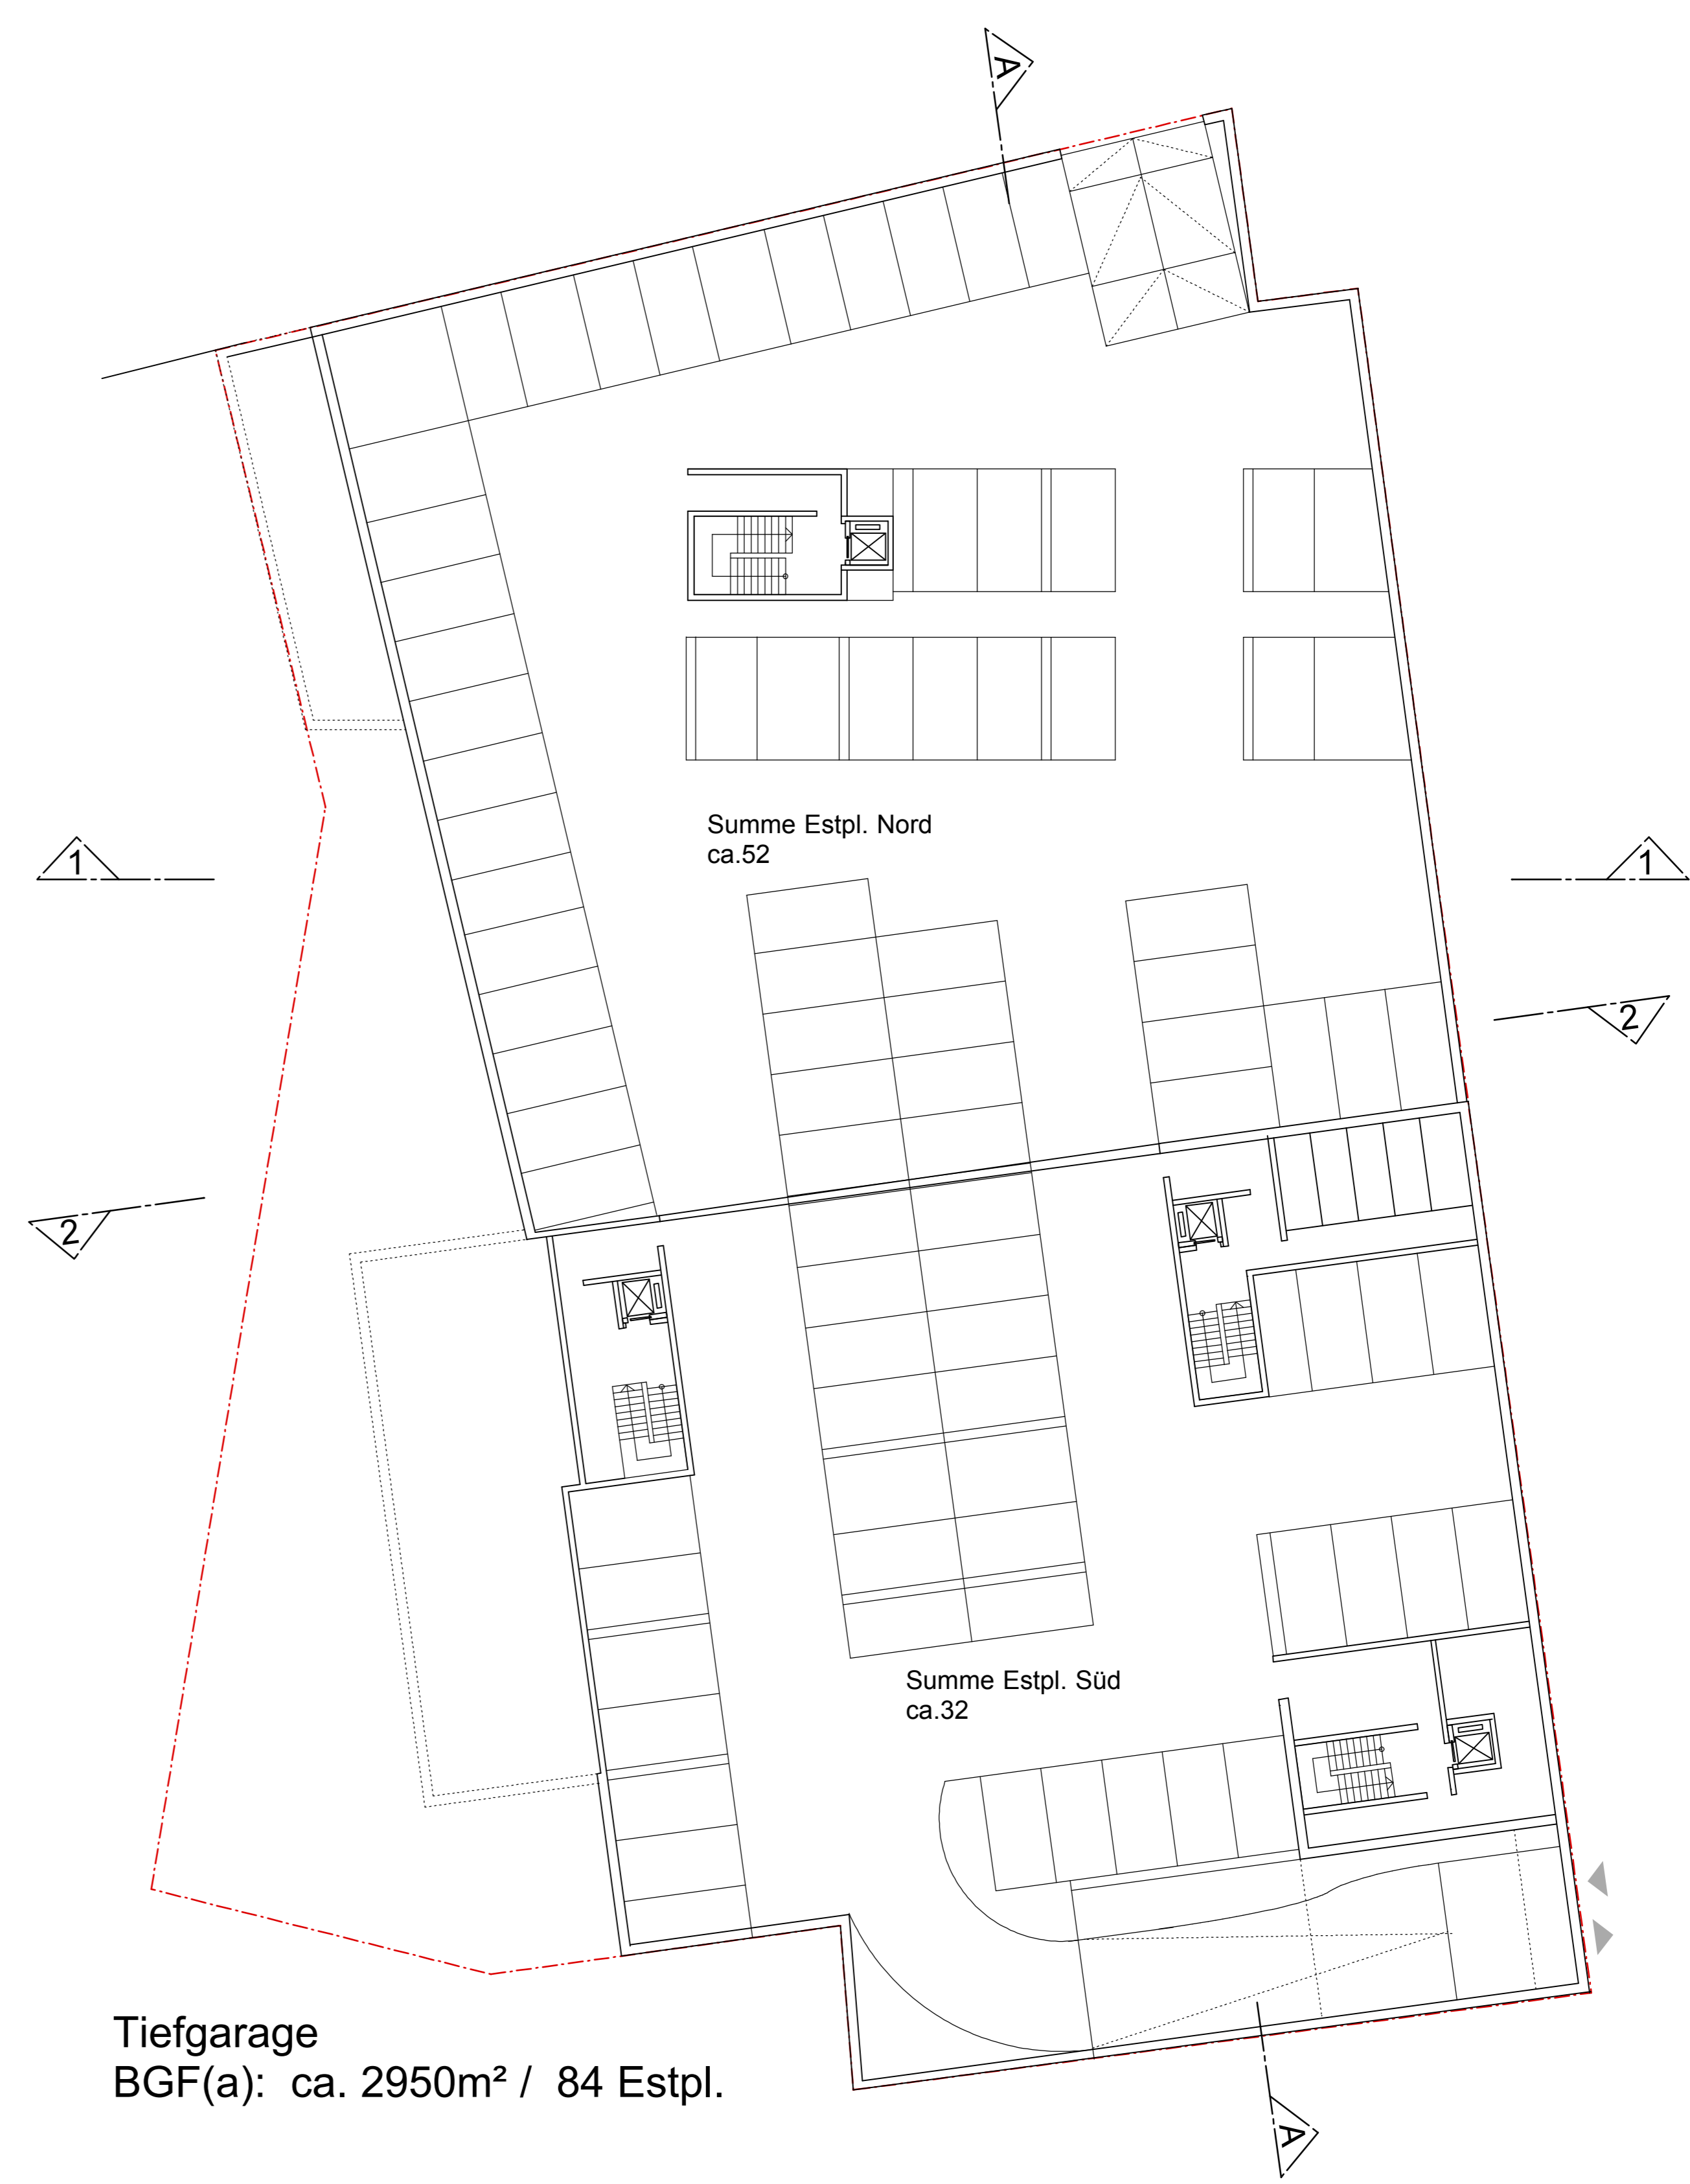 A
Summe Estpl. Nord
ca.52
1
1
2
2
Summe Estpl. Süd
ca.32
Tiefgarage
BGF(a): ca. 2950m² / 84 Estpl.
A